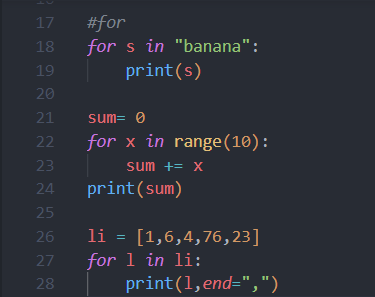 17 #for
18 for s in "banana":
19     print(s)
20
21 sum= 0
22 for x in range(10):
23     sum += x
24 print(sum)
25
26 li = [1,6,4,76,23]
27 for l in li:
28     print(l,end=",")